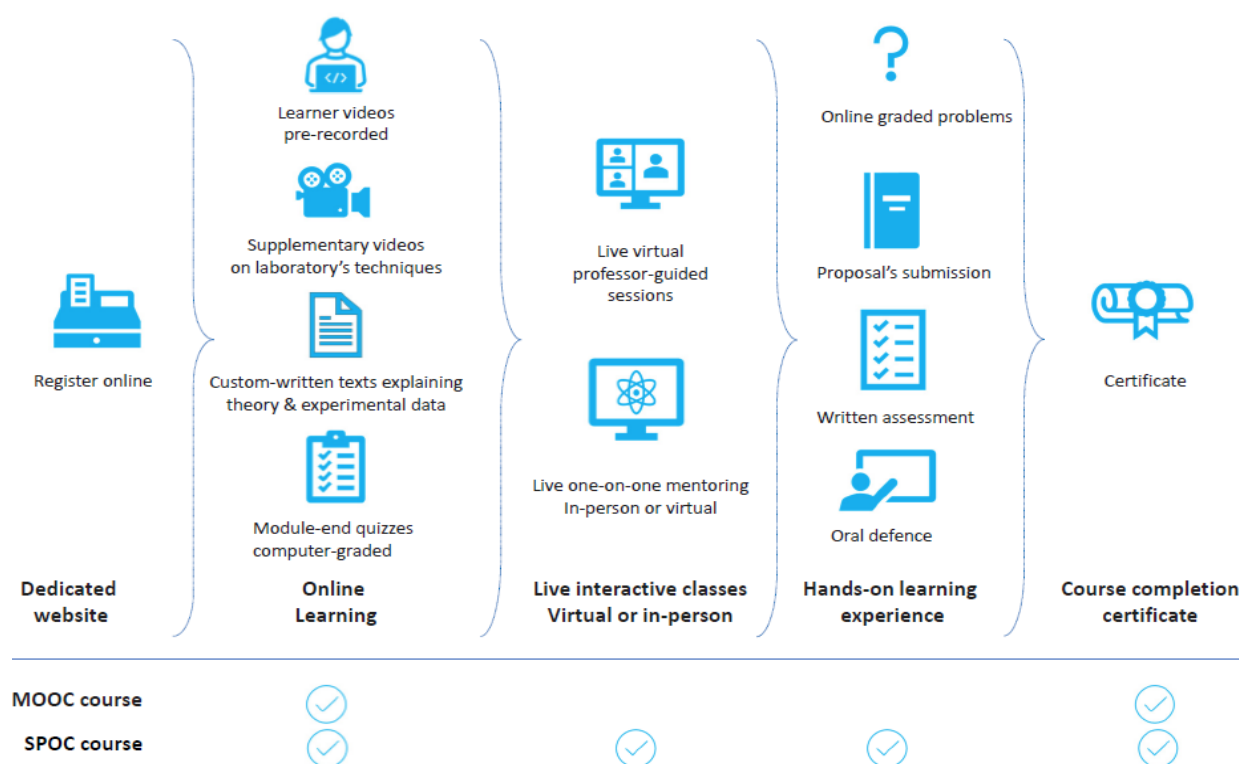 Register online
Dedicated
website
Learner videos
pre-recorded
Supplementary videos
on laboratory's techniques
Custom-written texts explaining
theory & experimental data
Module-end quizzes
computer-graded
Online
Learning
Live virtual
professor-guided
sessions
Live one-on-one mentoring
In-person or virtual
Live interactive classes
Virtual or in-person
Online graded problems
Proposal's submission
Written assessment
Oral defence
Hands-on learning
experience
Certificate
Course completion
certificate
MOOC course
SPOC course